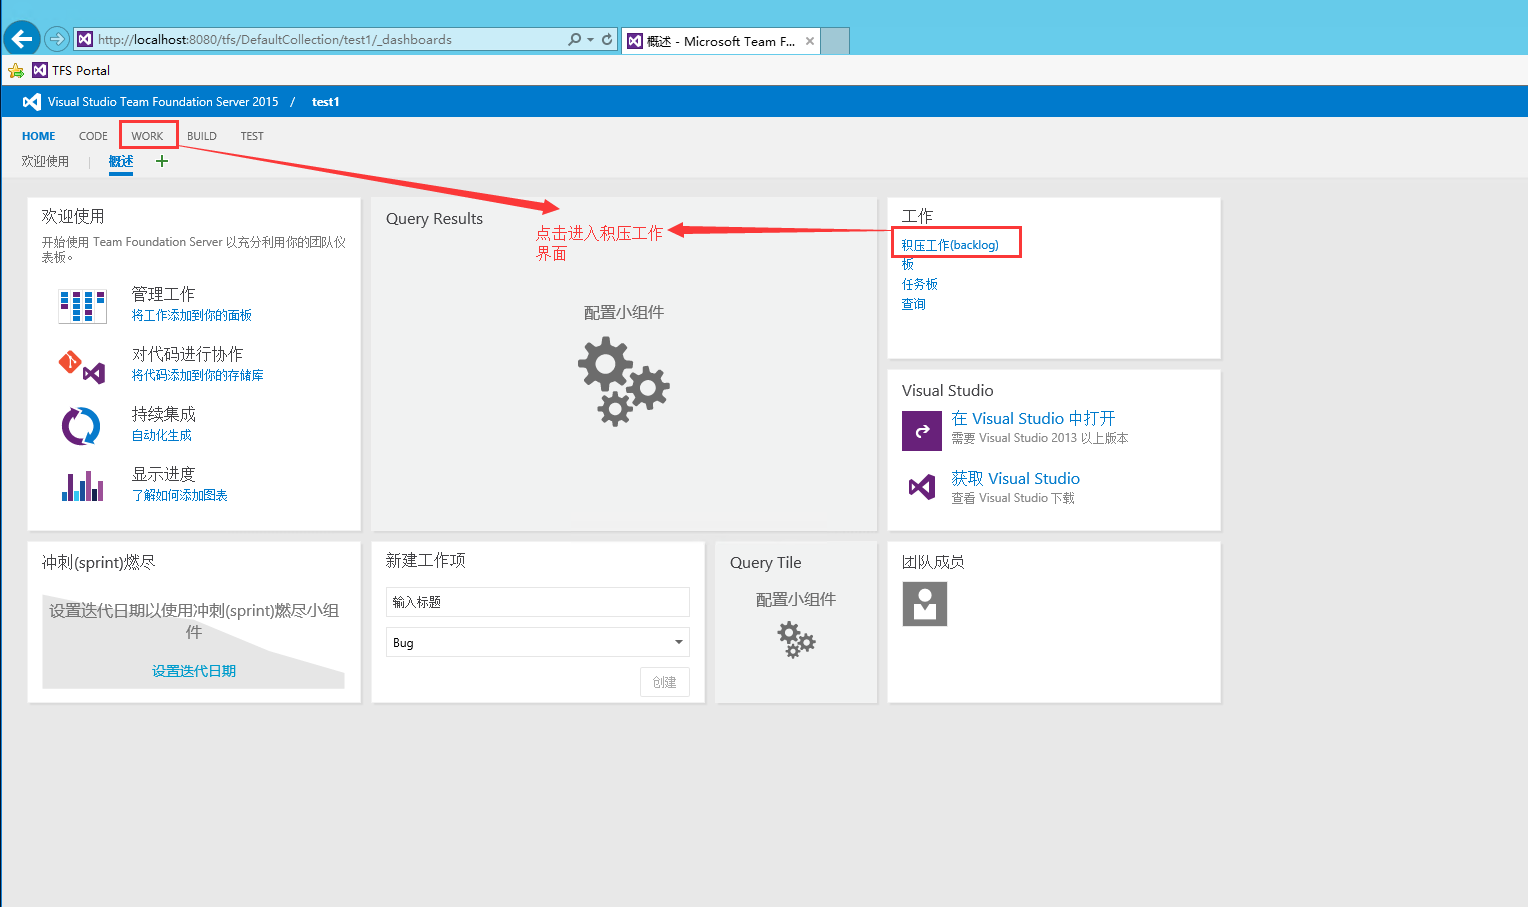 http://localhost:8080/tfs/DefaultCollection/test1/_dashboards
概述 - Microsoft Team F...
TFS Portal
Visual Studio Team Foundation Server 2015 / test1
HOME CODE WORK BUILD TEST
欢迎使用 概述
欢迎使用
开始使用 Team Foundation Server 以充分利用你的团队仪
表板。
管理工作
将工作添加到你的面板
对代码进行协作
将代码添加到你的存储库
持续集成
自动化生成
显示进度
了解如何添加图表
Query Results
点击进入积压工作
界面
配置小组件
工作
积压工作(backlog)
板
任务板
查询
Visual Studio
在 Visual Studio 中打开
需要 Visual Studio 2013 以上版本
获取 Visual Studio
查看 Visual Studio 下载
冲刺(sprint)燃尽
设置迭代日期以使用冲刺(sprint)燃尽小组
件
设置迭代日期
新建工作项
输入标题
Bug
创建
Query Tile
配置小组件
团队成员